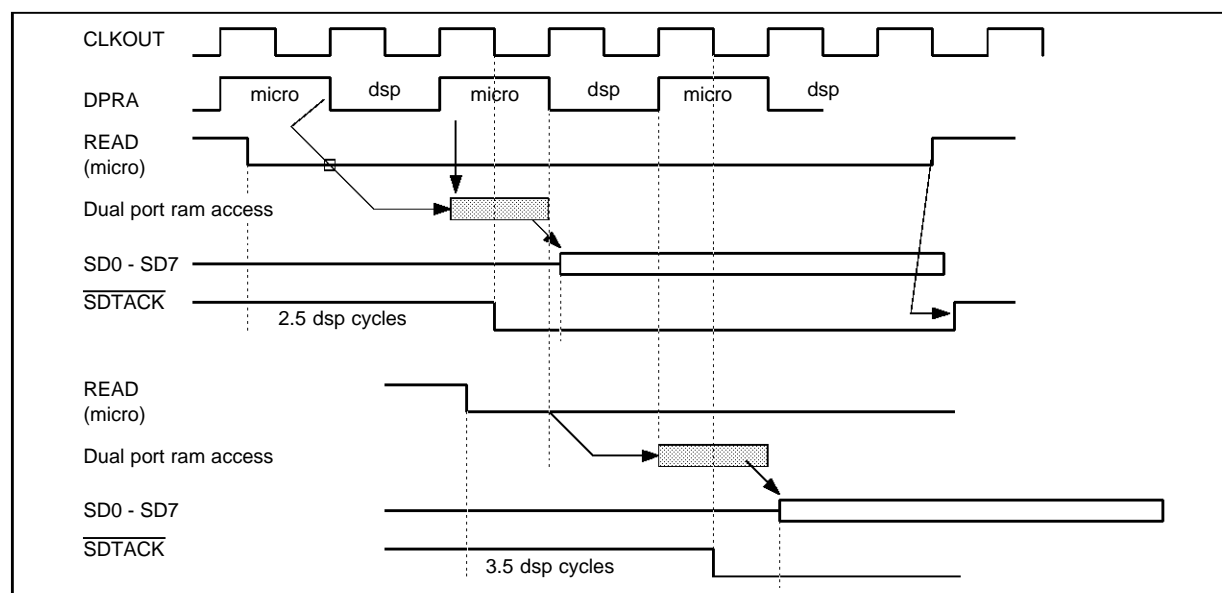 CLKOUT
DPRA
micro
dsp
micro
dsp
micro
dsp
READ
(micro)
Dual port ram access
SD0 - SD7
SDTACK
2.5 dsp cycles
READ
(micro)
Dual port ram access
SD0 - SD7
SDTACK
3.5 dsp cycles